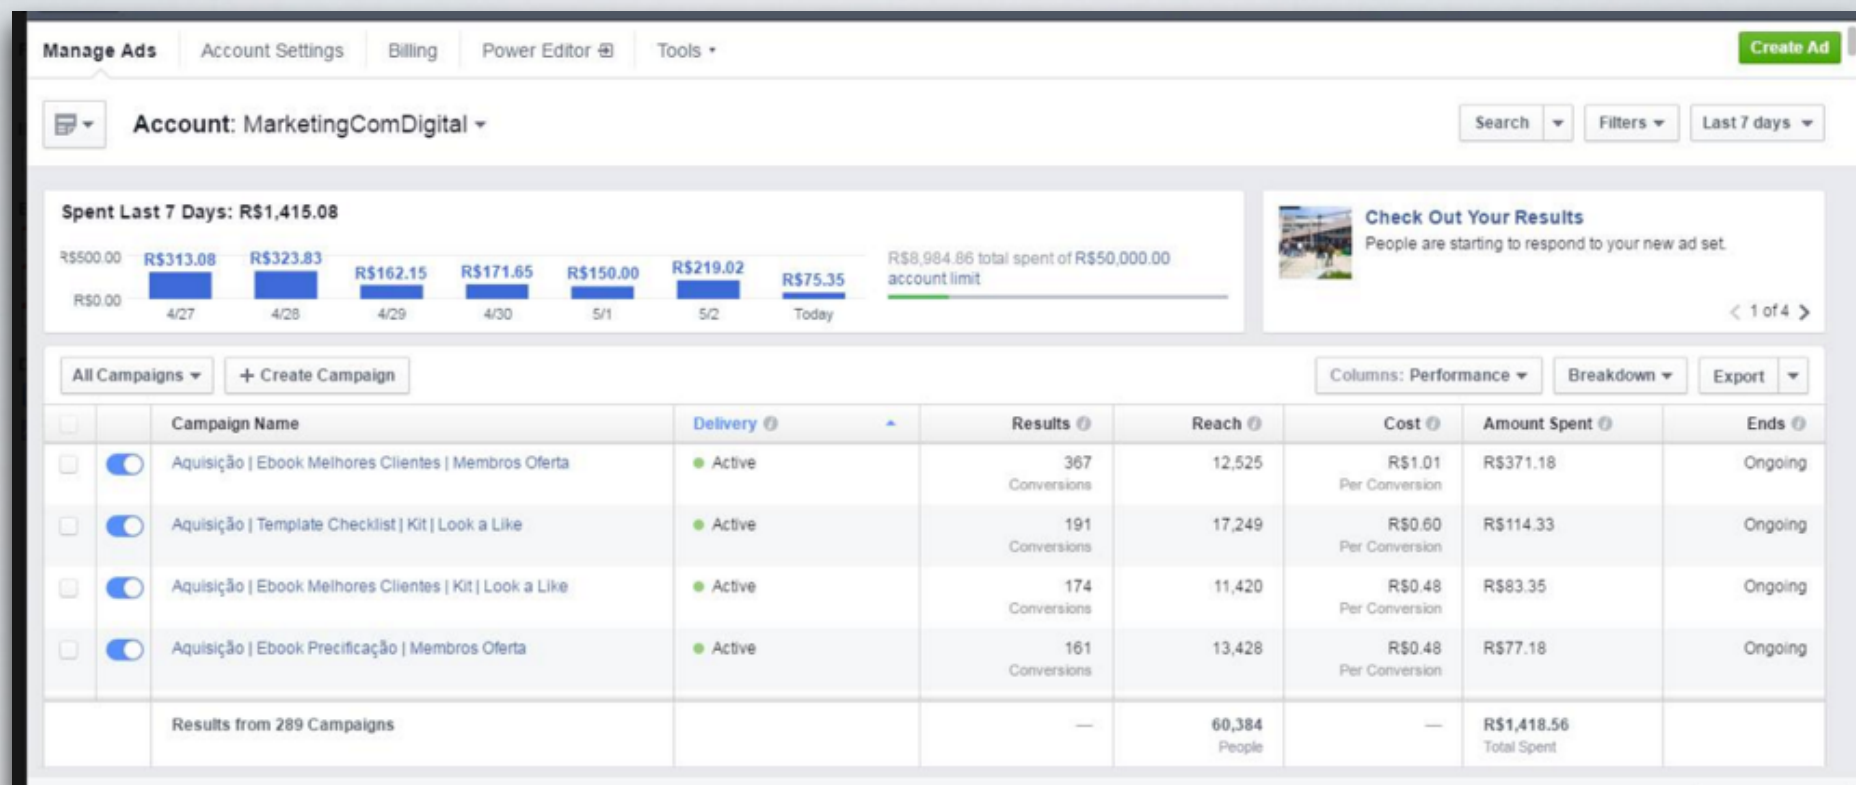 Manage Ads Account Settings Billing Power Editor Tools Create Ad
Account: MarketingComDigital Search Filters Last 7 days
Spent Last 7 Days: R$1,415.08
R$500.00 R$313.08 R$323.83 R$162.15 R$171.65 R$150.00 R$219.02 R$75.35
R$0.00
4/27 4/28 4/29 4/30 5/1 5/2 Today
R$8,984.86 total spent of R$50,000.00
account limit
Check Out Your Results
People are starting to respond to your new ad set.
1 of 4
All Campaigns + Create Campaign Columns: Performance Breakdown Export
Campaign Name Delivery Results Reach Cost Amount Spent Ends
Aquisição | Ebook Melhores Clientes | Membros Oferta Active 367 12,525 R$1.01 R$371.18 Ongoing
Conversions Per Conversion
Aquisição | Template Checklist | Kit | Look a Like Active 191 17,249 R$0.60 R$114.33 Ongoing
Conversions Per Conversion
Aquisição | Ebook Melhores Clientes | Kit | Look a Like Active 174 11,420 R$0.48 R$83.35 Ongoing
Conversions Per Conversion
Aquisição | Ebook Precificação | Membros Oferta Active 161 13,428 R$0.48 R$77.18 Ongoing
Conversions Per Conversion
Results from 289 Campaigns — 60,384 — R$1,418.56
People Total Spent